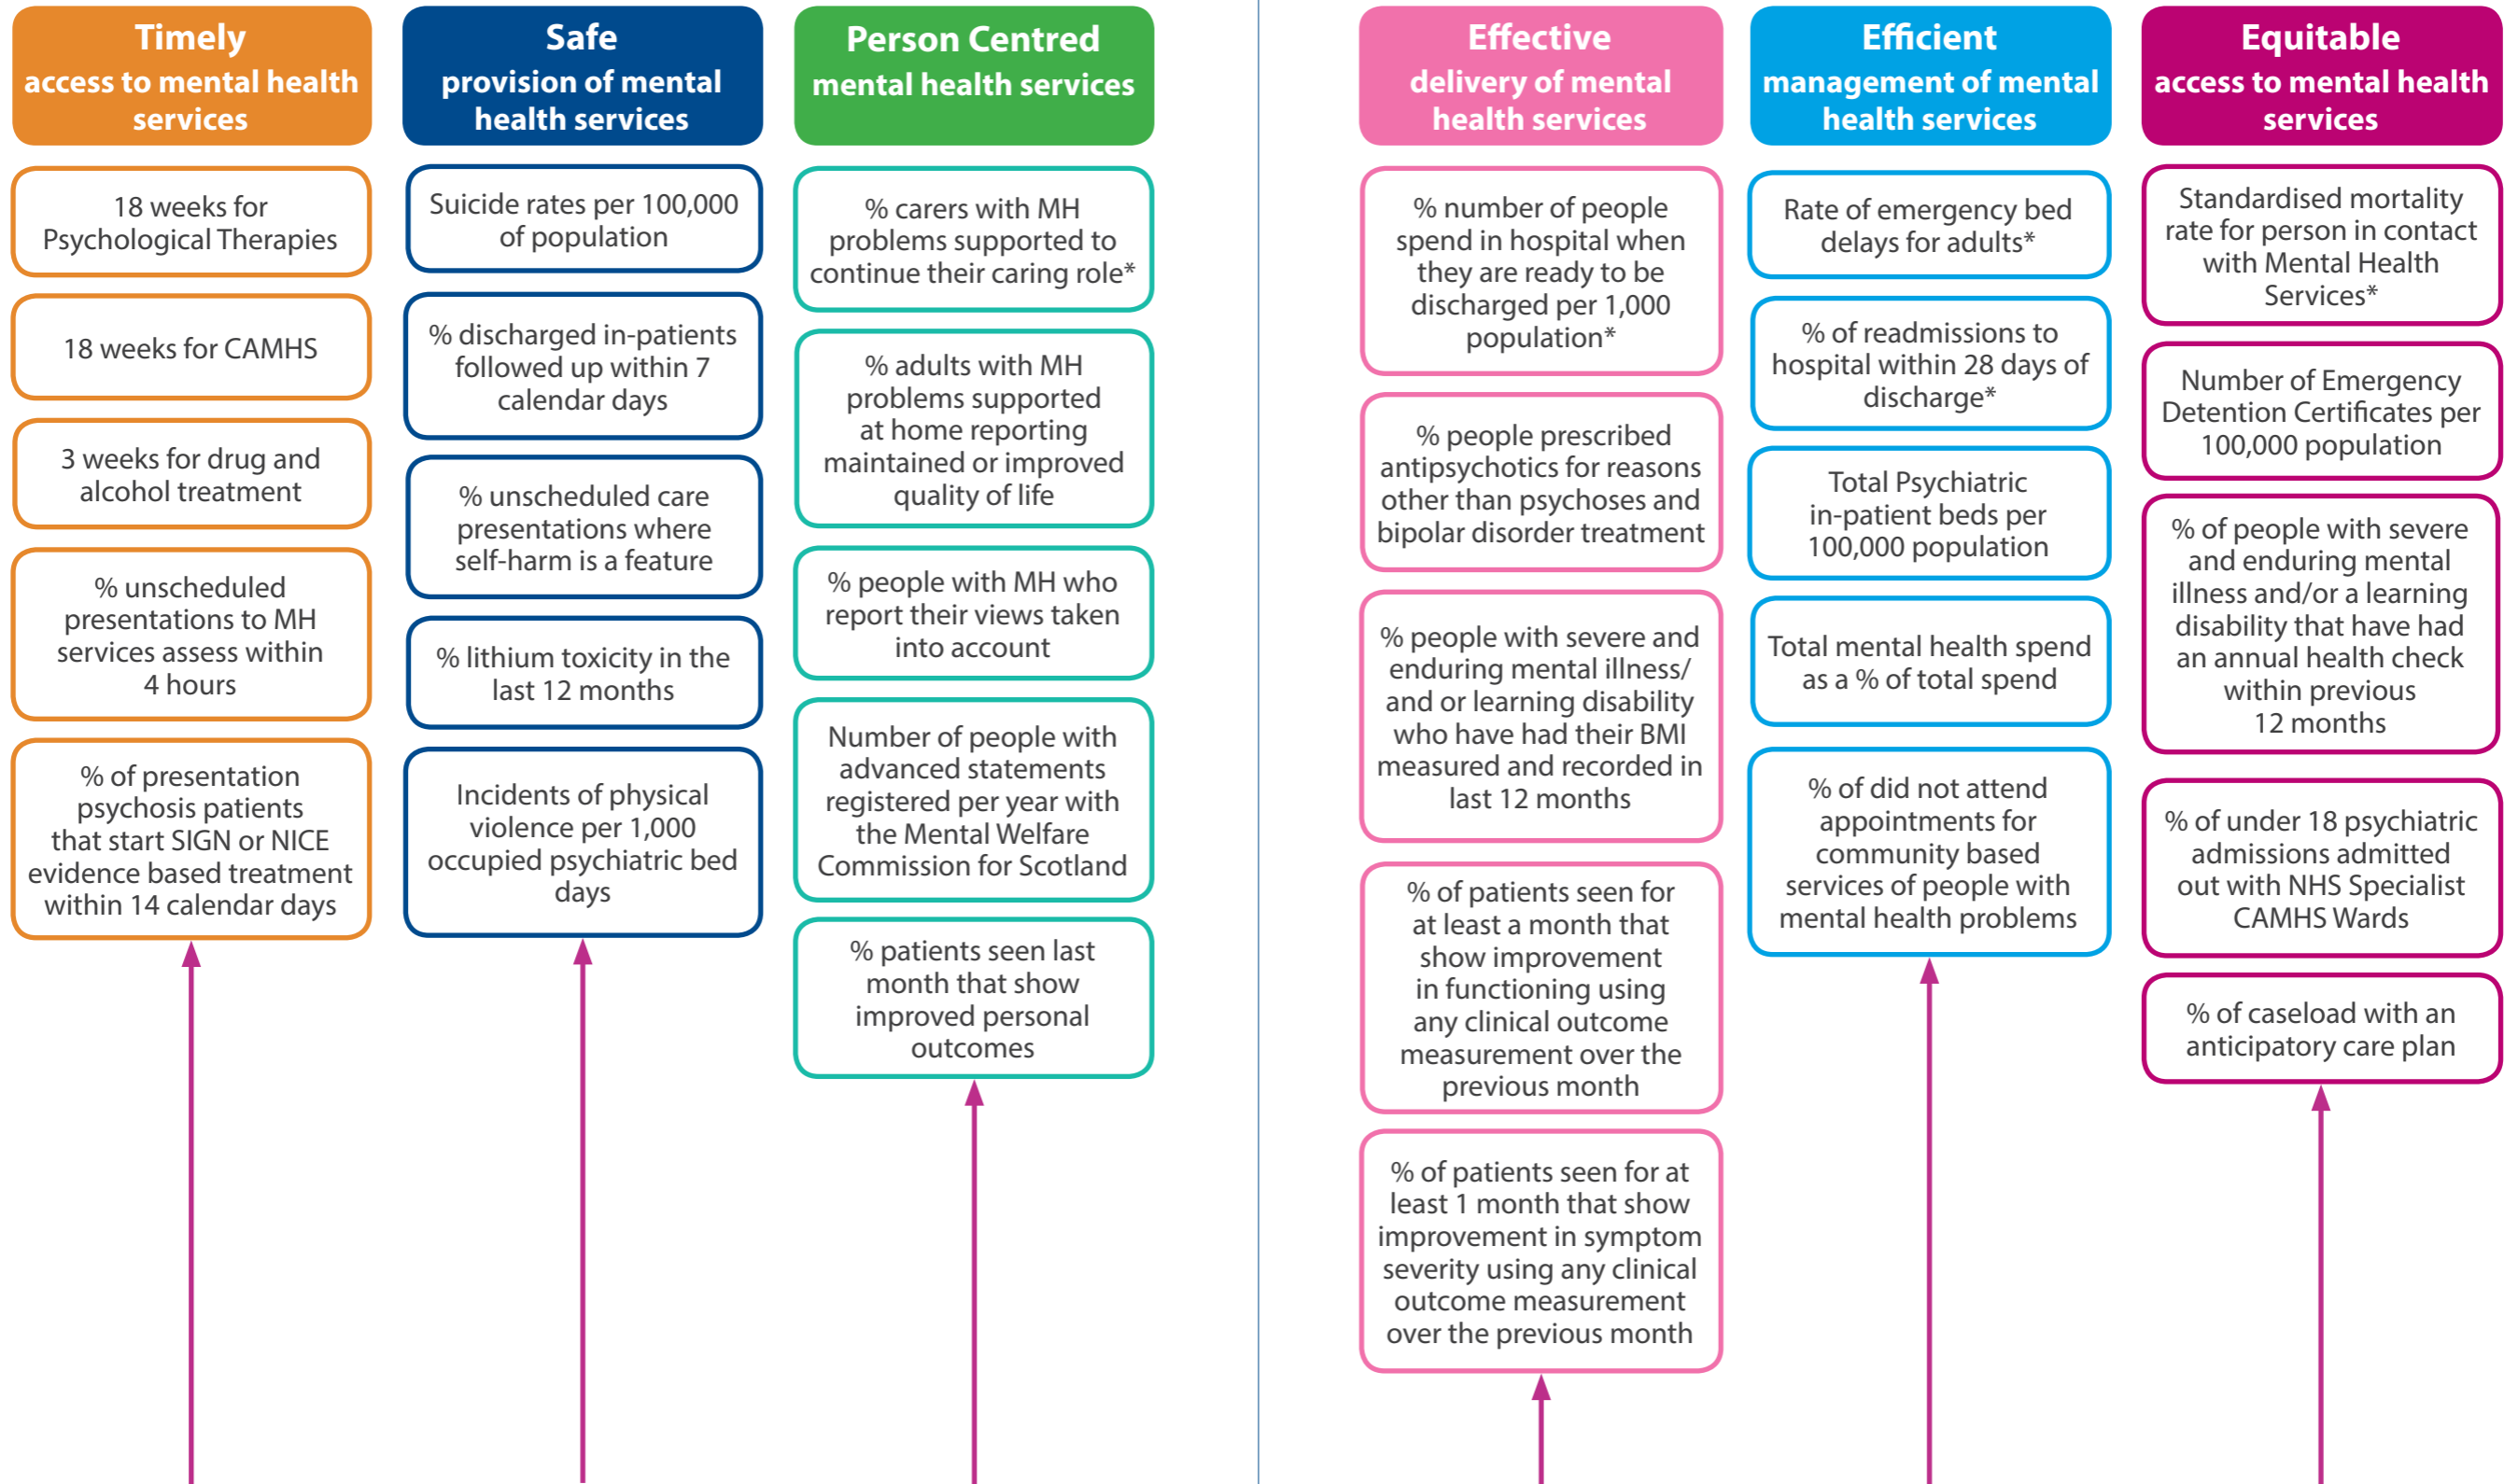 Timely
access to mental health
services
18 weeks for
Psychological Therapies
18 weeks for CAMHS
3 weeks for drug and
alcohol treatment
% unscheduled
presentations to MH
services assess within
4 hours
% of presentation
psychosis patients
that start SIGN or NICE
evidence based treatment
within 14 calendar days
Safe
provision of mental
health services
Suicide rates per 100,000
of population
% discharged in-patients
followed up within 7
calendar days
% unscheduled care
presentations where
self-harm is a feature
% lithium toxicity in the
last 12 months
Incidents of physical
violence per 1,000
occupied psychiatric bed
days
Person Centred
mental health services
% carers with MH
problems supported to
continue their caring role*
% adults with MH
problems supported
at home reporting
maintained or improved
quality of life
% people with MH who
report their views taken
into account
Number of people with
advanced statements
registered per year with
the Mental Welfare
Commission for Scotland
% patients seen last
month that show
improved personal
outcomes
Effective
delivery of mental
health services
% number of people
spend in hospital when
they are ready to be
discharged per 1,000
population*
% people prescribed
antipsychotics for reasons
other than psychoses and
bipolar disorder treatment
% people with severe and
enduring mental illness/
and or learning disability
who have had their BMI
measured and recorded in
last 12 months
% of patients seen for
at least a month that
show improvement
in functioning using
any clinical outcome
measurement over the
previous month
% of patients seen for at
least 1 month that show
improvement in symptom
severity using any clinical
outcome measurement
over the previous month
Efficient
management of mental
health services
Rate of emergency bed
delays for adults*
% of readmissions to
hospital within 28 days of
discharge*
Total Psychiatric
in-patient beds per
100,000 population
Total mental health spend
as a % of total spend
% of did not attend
appointments for
community based
services of people with
mental health problems
Equitable
access to mental health
services
Standardised mortality
rate for person in contact
with Mental Health
Services*
Number of Emergency
Detention Certificates per
100,000 population
% of people with severe
and enduring mental
illness and/or a learning
disability that have had
an annual health check
within previous
12 months
% of under 18 psychiatric
admissions admitted
out with NHS Specialist
CAMHS Wards
% of caseload with an
anticipatory care plan